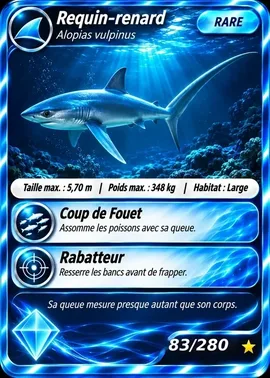 Requin-renard
RARE
Alopias vulpinus
Taille max. : 5,70 m | Poids max. : 348 kg | Habitat : Large
Coup de Fouet
Assomme les poissons avec sa queue.
Rabatteur
Resserre les bancs avant de frapper.
Sa queue mesure presque autant que son corps.
83/280